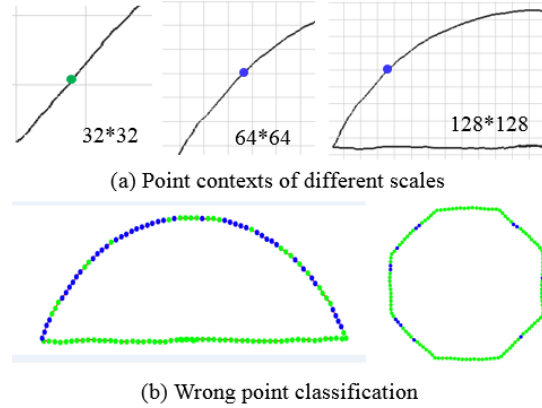 32*32
64*64
128*128
(a) Point contexts of different scales
(b) Wrong point classification